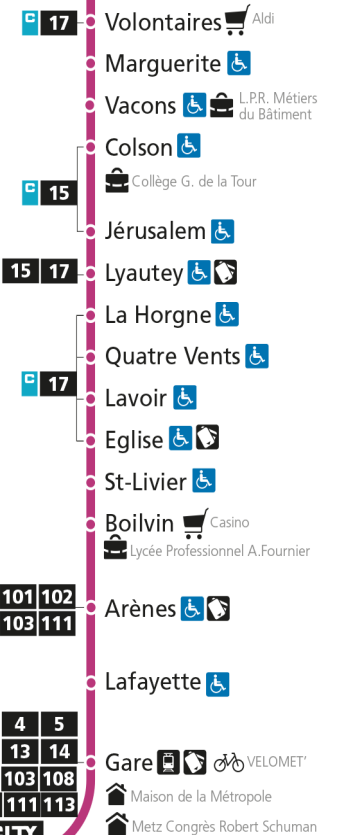 C 17 Volontaires Aldi
Marguerite
Vacons L.P.R. Métiers
du Bâtiment
Colson
Collège G. de la Tour
C 15
Jérusalem
15 17 Lyautey
La Horgne
Quatre Vents
C 17
Lavoir
Eglise
St-Livier
Boilvin Casino
Lycée Professionnel A.Fournier
101 102
Arènes
103 111
Lafayette
4 5
13 14
Gare VELOMET'
103 108
Maison de la Métropole
111 113
Metz Congrès Robert Schuman